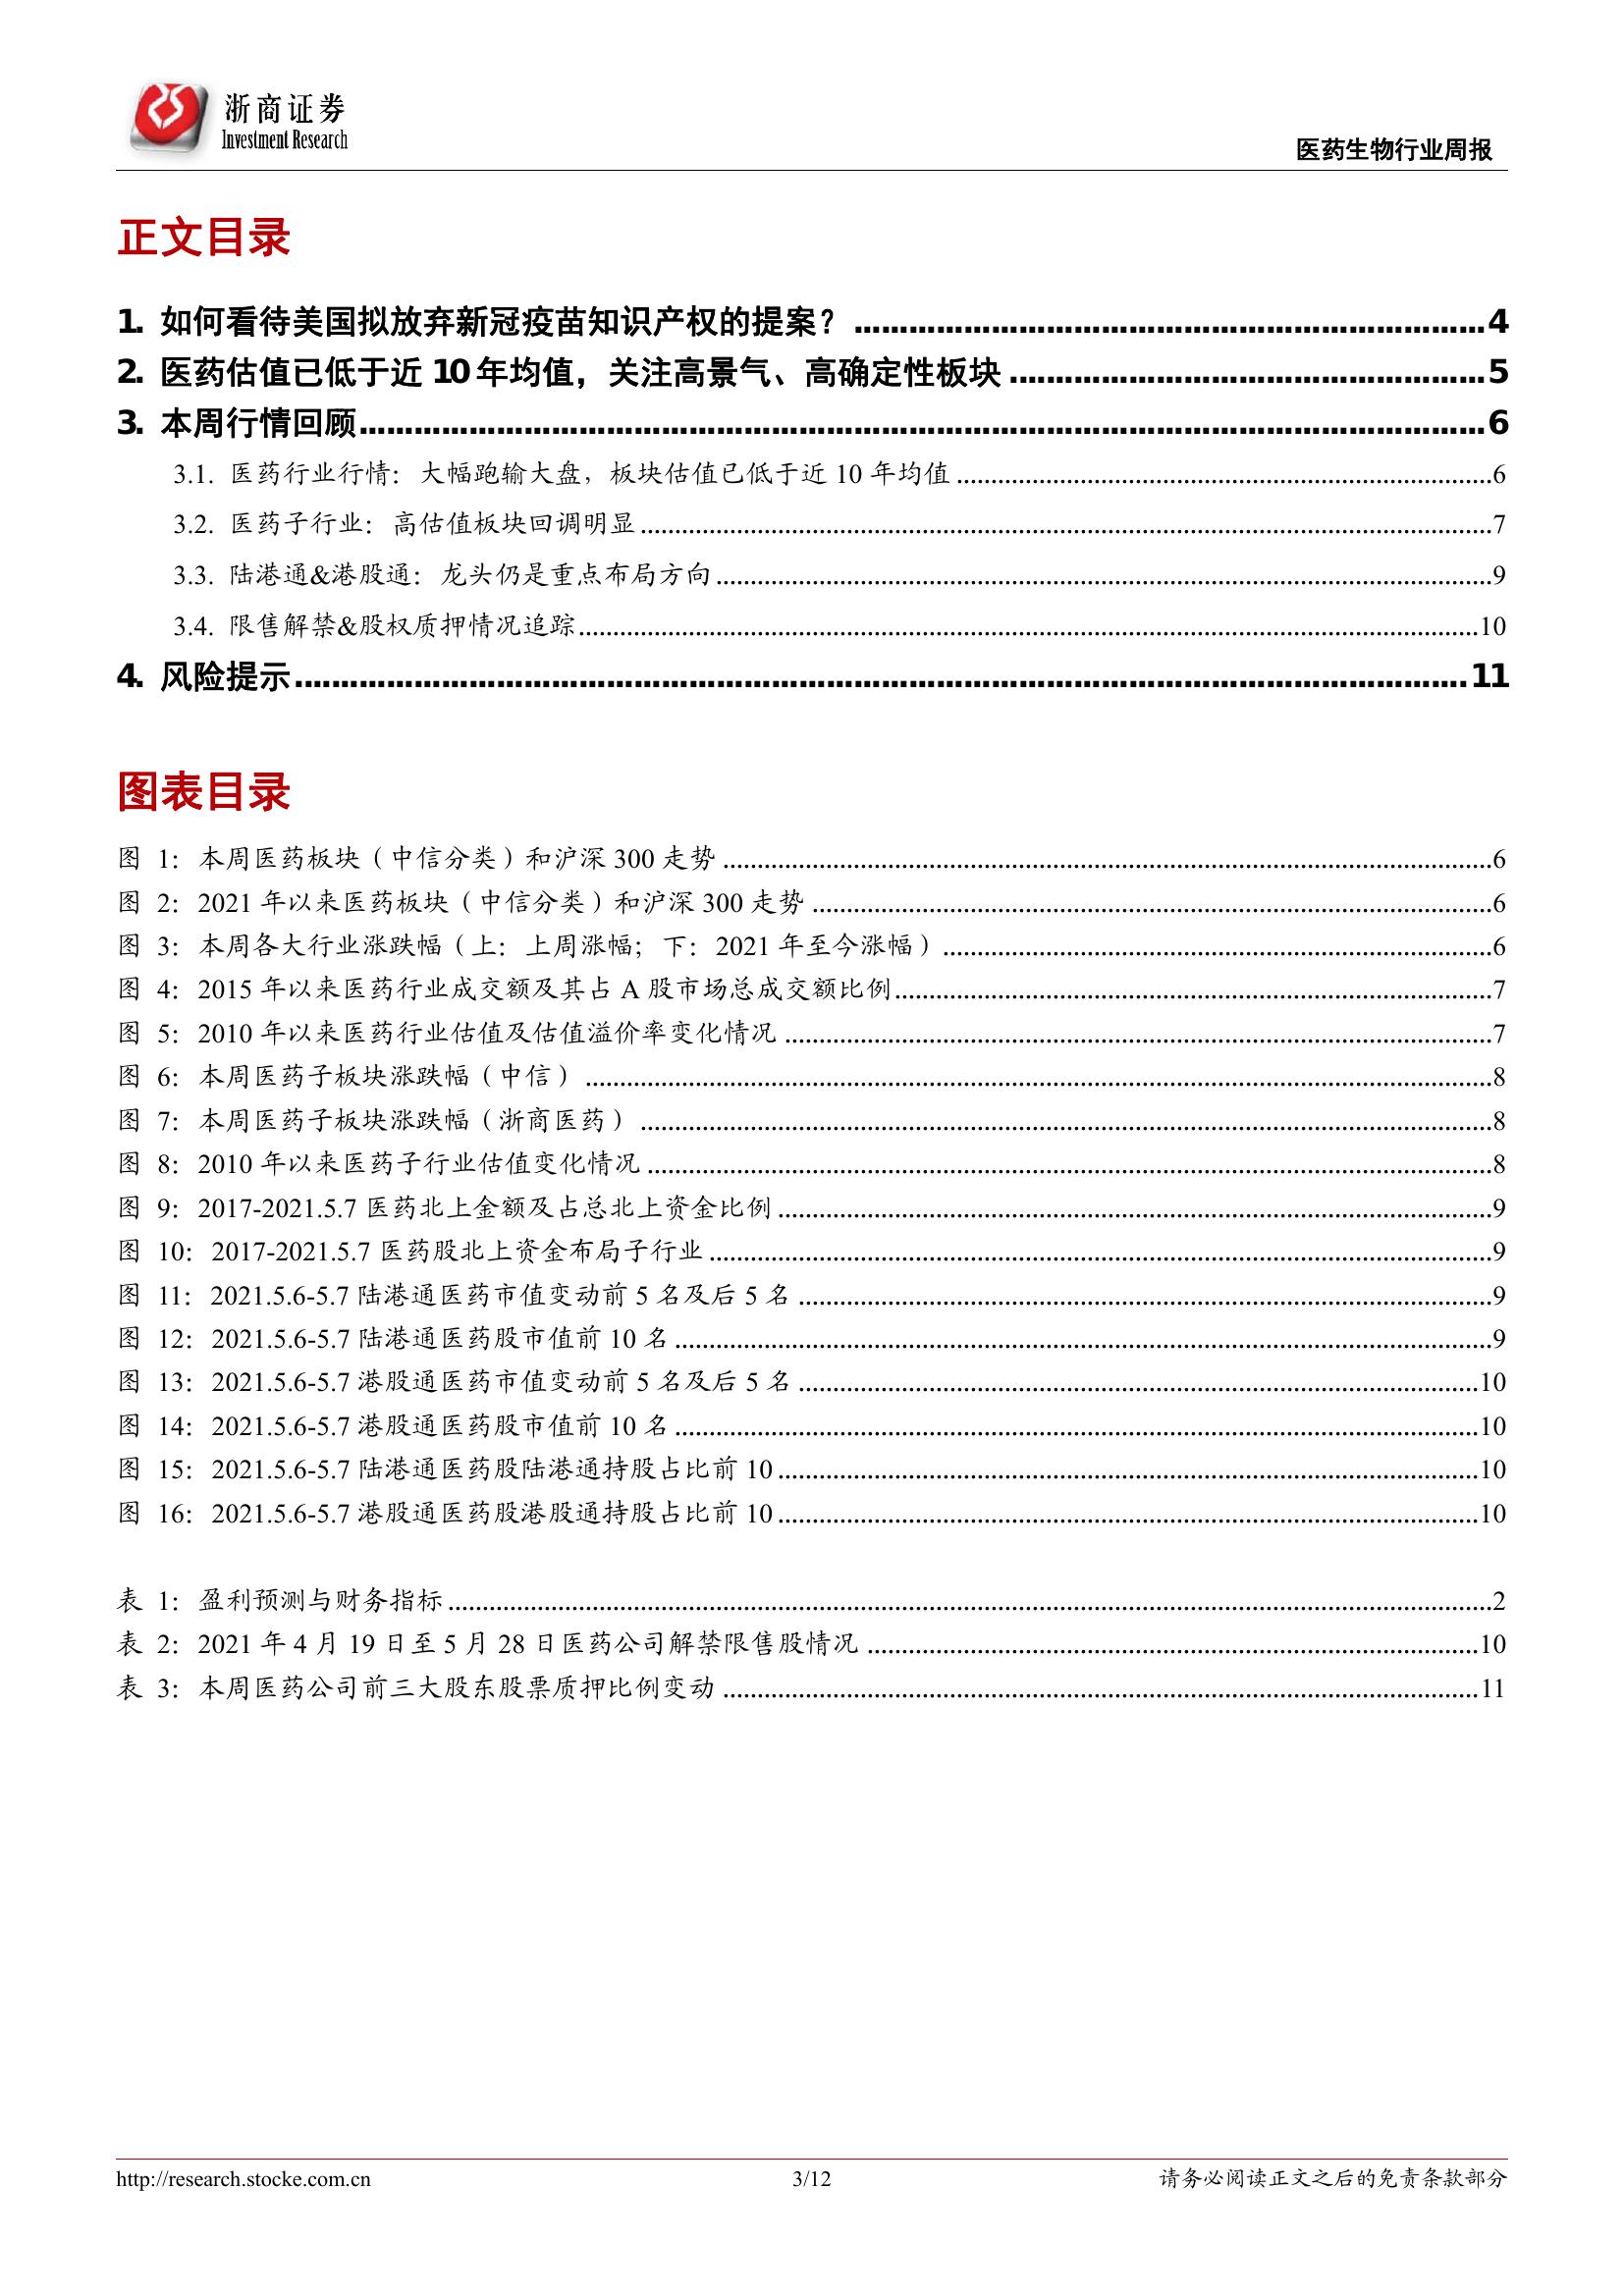 浙商证券
Investment Research
医药生物行业周报
正文目录
1. 如何看待美国拟放弃新冠疫苗知识产权的提案? ........................................ 4
2. 医药估值已低于近 10 年均值，关注高景气、高确定性板块 ........................................ 5
3. 本周行情回顾 ........................................ 6
3.1. 医药行业行情：大幅跑输大盘，板块估值已低于近 10 年均值 ........................................ 6
3.2. 医药子行业：高估值板块回调明显 ........................................ 7
3.3. 陆港通&港股通：龙头仍是重点布局方向 ........................................ 9
3.4. 限售解禁&股权质押情况追踪 ........................................ 10
4. 风险提示 ........................................ 11
图表目录
图 1：本周医药板块（中信分类）和沪深 300 走势 ........................................ 6
图 2：2021 年以来医药板块（中信分类）和沪深 300 走势 ........................................ 6
图 3：本周各大行业涨跌幅（上：上周涨幅；下：2021 年至今涨幅） ........................................ 6
图 4：2015 年以来医药行业成交额及其占 A 股市场总成交额比例 ........................................ 7
图 5：2010 年以来医药行业估值及估值溢价率变化情况 ........................................ 7
图 6：本周医药子板块涨跌幅（中信） ........................................ 8
图 7：本周医药子板块涨跌幅（浙商医药） ........................................ 8
图 8：2010 年以来医药子行业估值变化情况 ........................................ 8
图 9：2017-2021.5.7 医药北上金额及占总北上资金比例 ........................................ 9
图 10：2017-2021.5.7 医药股北上资金布局子行业 ........................................ 9
图 11：2021.5.6-5.7 陆港通医药市值变动前 5 名及后 5 名 ........................................ 9
图 12：2021.5.6-5.7 陆港通医药股市值前 10 名 ........................................ 9
图 13：2021.5.6-5.7 港股通医药市值变动前 5 名及后 5 名 ........................................ 10
图 14：2021.5.6-5.7 港股通医药股市值前 10 名 ........................................ 10
图 15：2021.5.6-5.7 陆港通医药股陆港通持股占比前 10 ........................................ 10
图 16：2021.5.6-5.7 港股通医药股港股通持股占比前 10 ........................................ 10
表 1：盈利预测与财务指标 ........................................ 2
表 2：2021 年 4 月 19 日至 5 月 28 日医药公司解禁限售股情况 ........................................ 10
表 3：本周医药公司前三大股东股票质押比例变动 ........................................ 11
http://research.stocke.com.cn
3/12
请务必阅读正文之后的免责条款部分